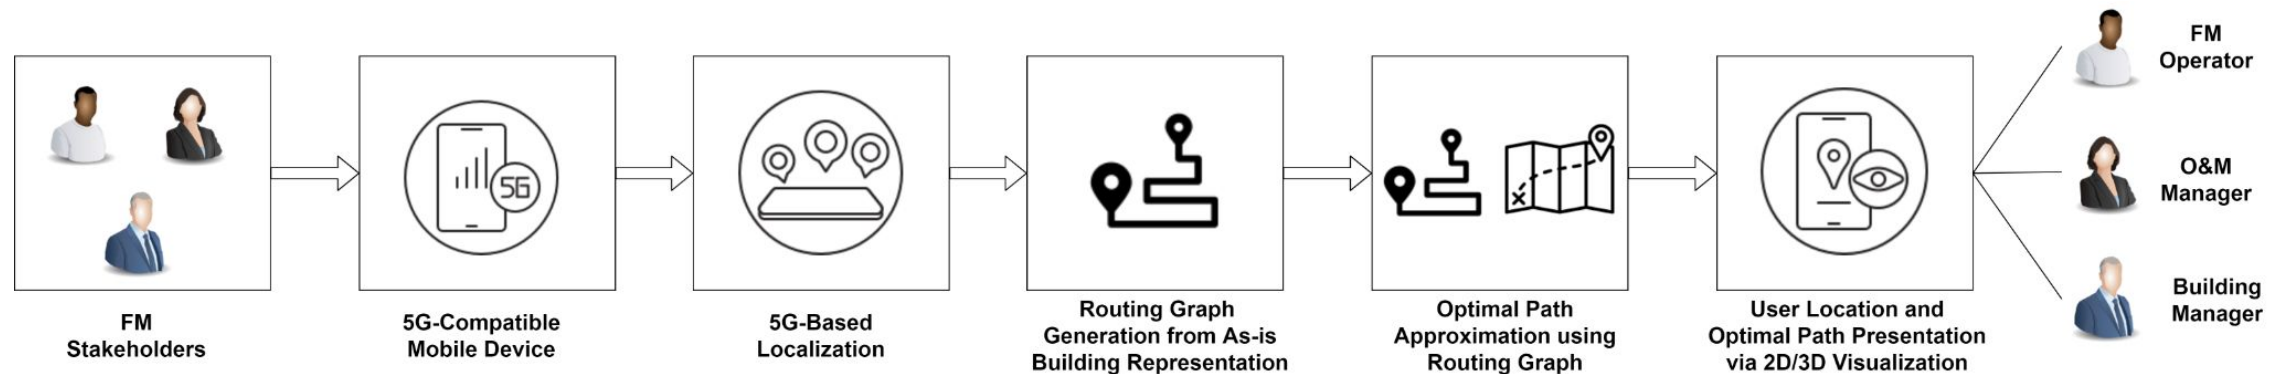 FM
Stakeholders
5G
5G-Compatible
Mobile Device
5G-Based
Localization
Routing Graph
Generation from As-is
Building Representation
Optimal Path
Approximation using
Routing Graph
User Location and
Optimal Path Presentation
via 2D/3D Visualization
FM
Operator
O&M
Manager
Building
Manager